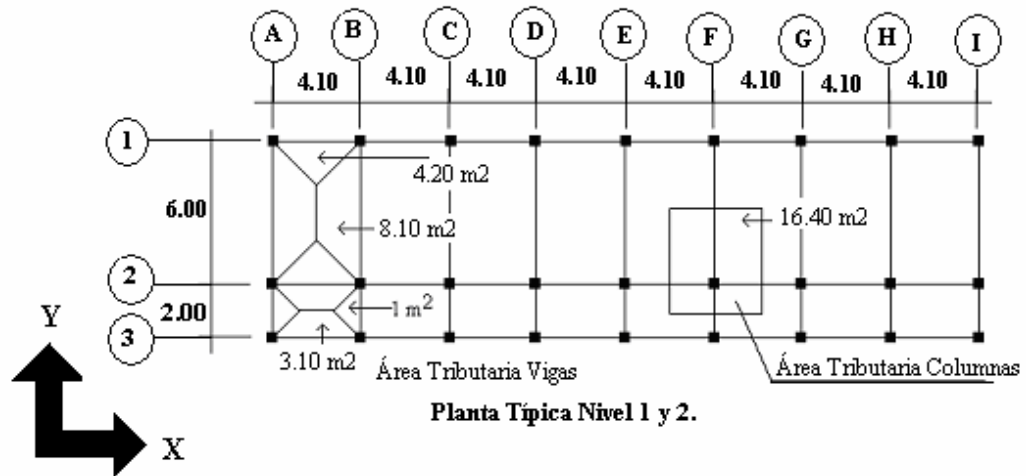 A B C D E F G H I
4.10 4.10 4.10 4.10 4.10 4.10 4.10 4.10
1
4.20 m2
6.00
8.10 m2
16.40 m2
2
1 m²
2.00
3
3.10 m2
Área Tributaria Vigas
Área Tributaria Columnas
Planta Típica Nivel 1 y 2.
Y
X